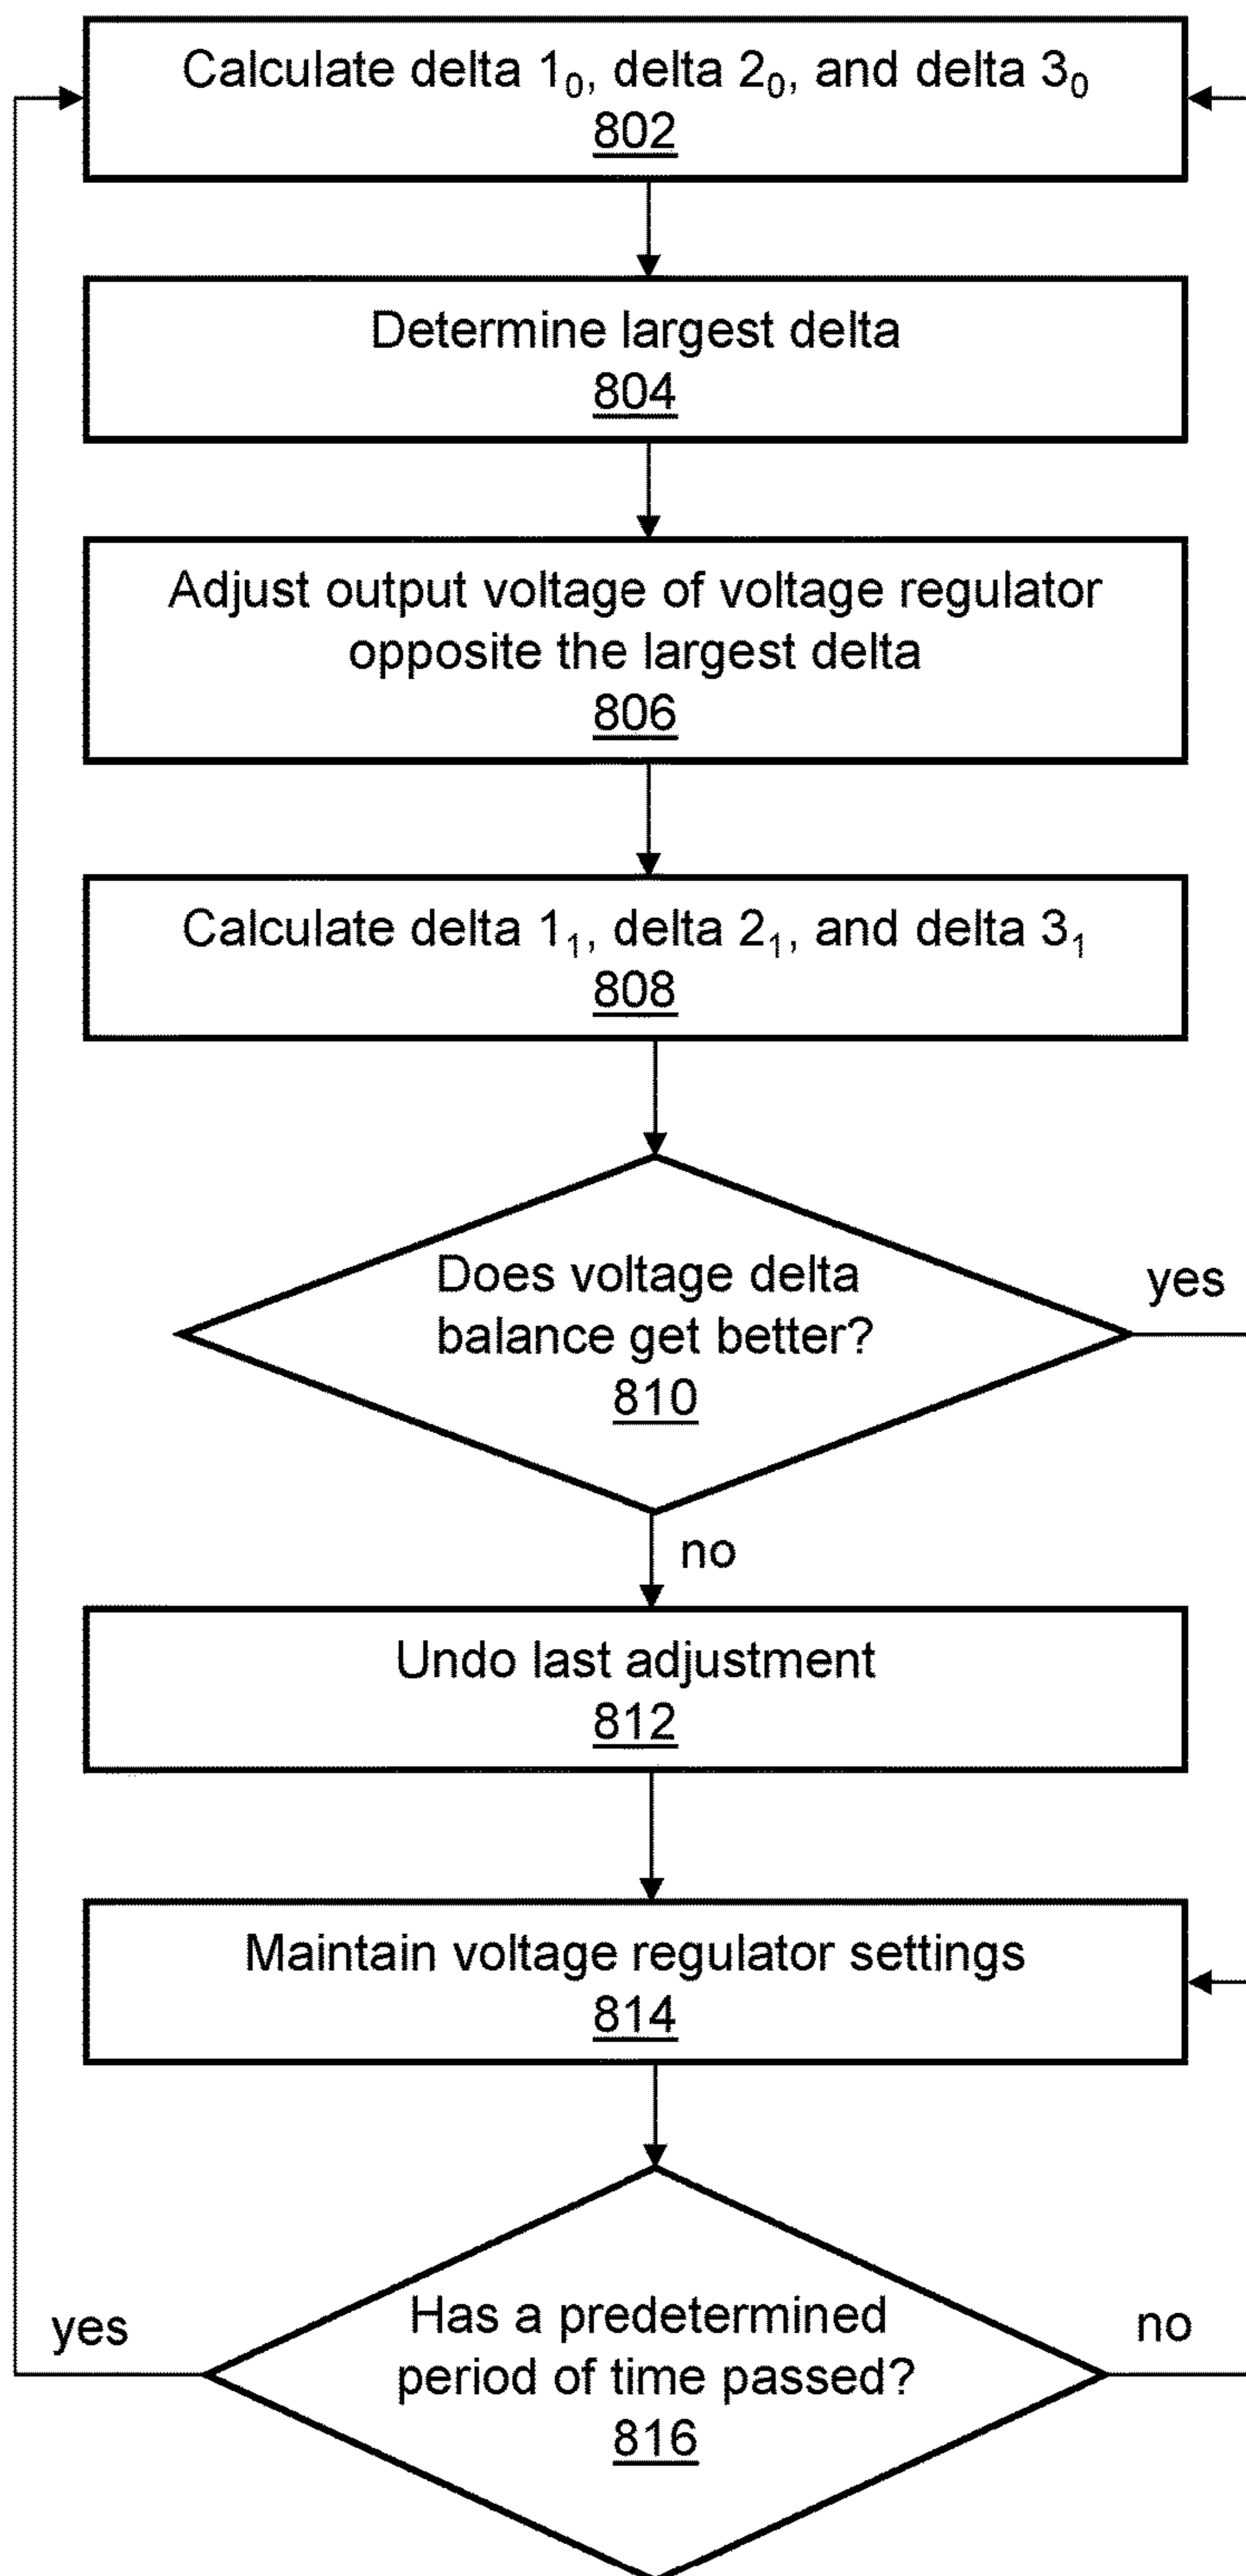 Calculate delta 1₀, delta 2₀, and delta 3₀
802
Determine largest delta
804
Adjust output voltage of voltage regulator
opposite the largest delta
806
Calculate delta 1₁, delta 2₁, and delta 3₁
808
Does voltage delta
balance get better?
810
yes
no
Undo last adjustment
812
Maintain voltage regulator settings
814
Has a predetermined
period of time passed?
816
yes
no